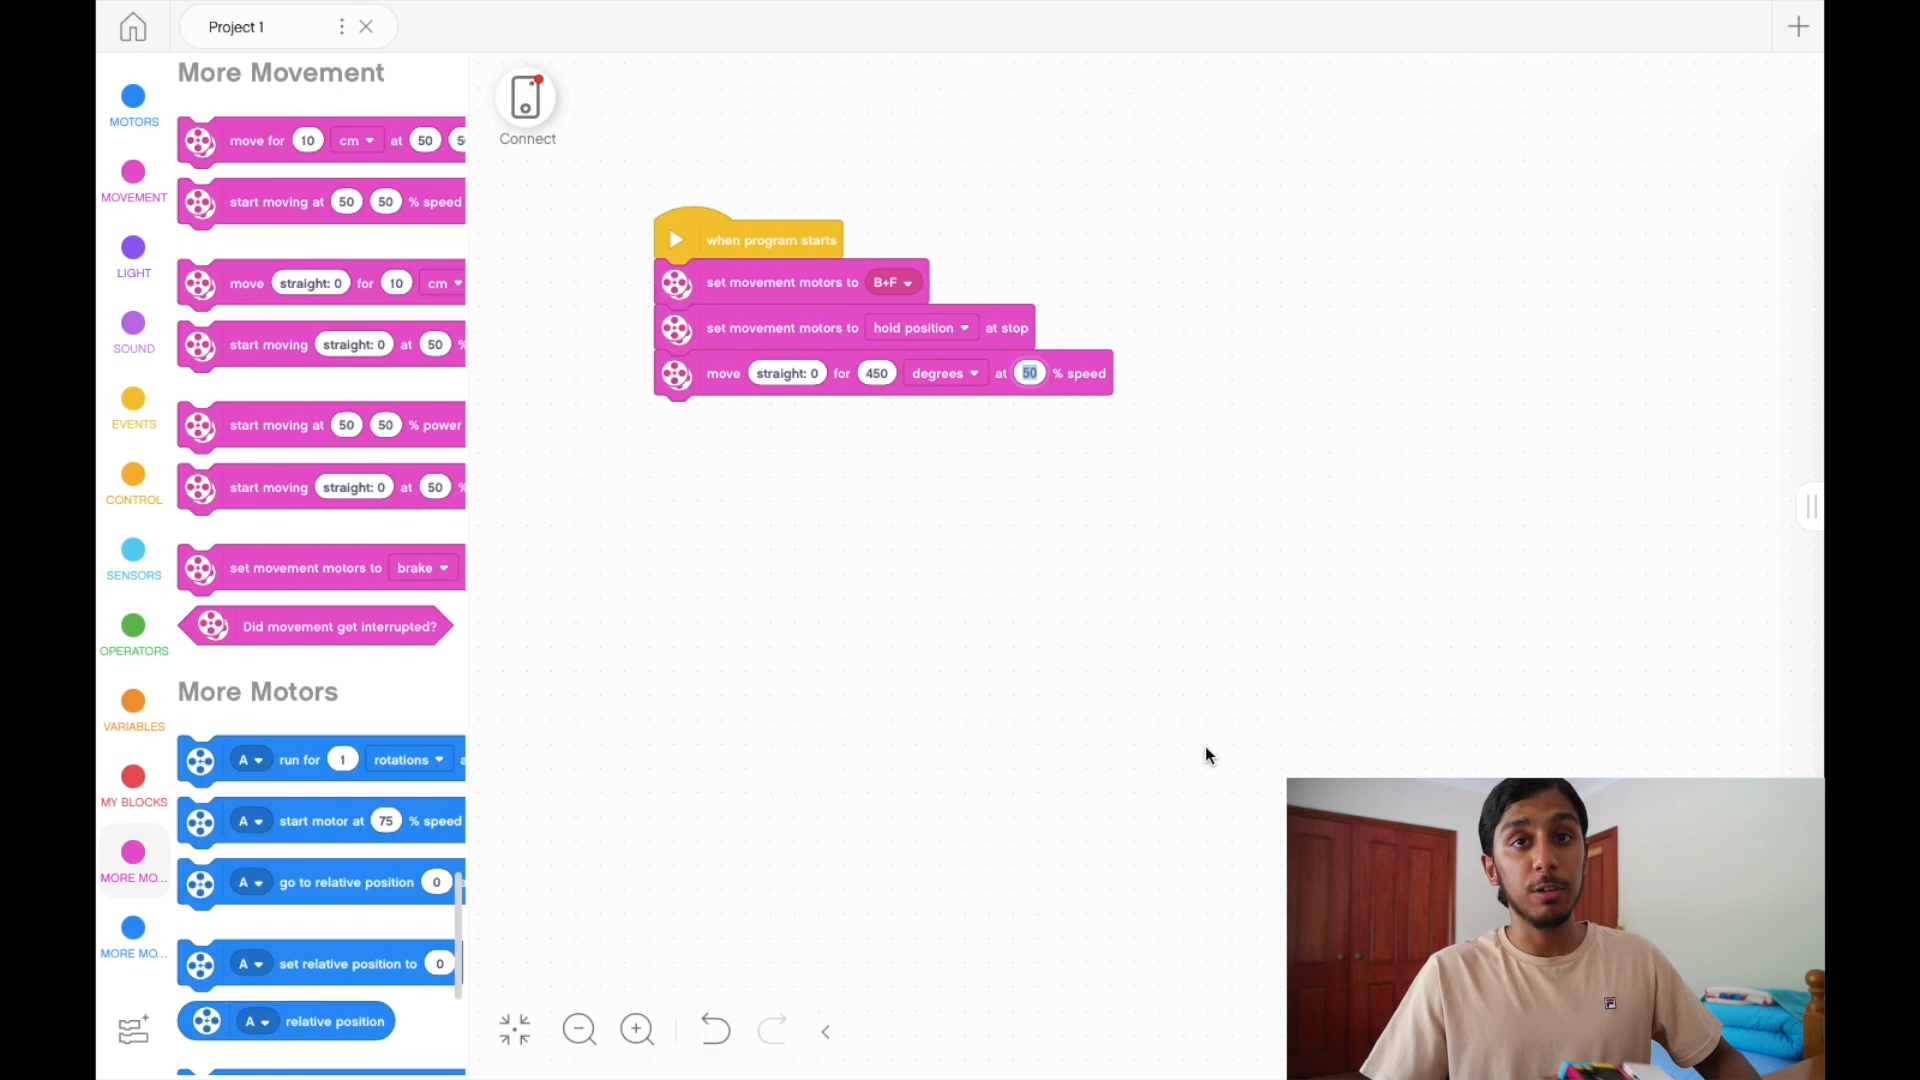 Project 1
Connect
MOTORS
MOVEMENT
LIGHT
SOUND
EVENTS
CONTROL
SENSORS
OPERATORS
VARIABLES
MY BLOCKS
MORE MO...
MORE MO...
More Movement
move for 10 cm at 50
start moving at 50 50 % speed
move straight: 0 for 10 cm
start moving straight: 0 at 50 %
start moving at 50 50 % power
start moving straight: 0 at 50 %
set movement motors to brake
Did movement get interrupted?
More Motors
A run for 1 rotations a
A start motor at 75 % speed
A go to relative position 0
A set relative position to 0
A relative position
when program starts
set movement motors to B+F
set movement motors to hold position at stop
move straight: 0 for 450 degrees at 50 % speed